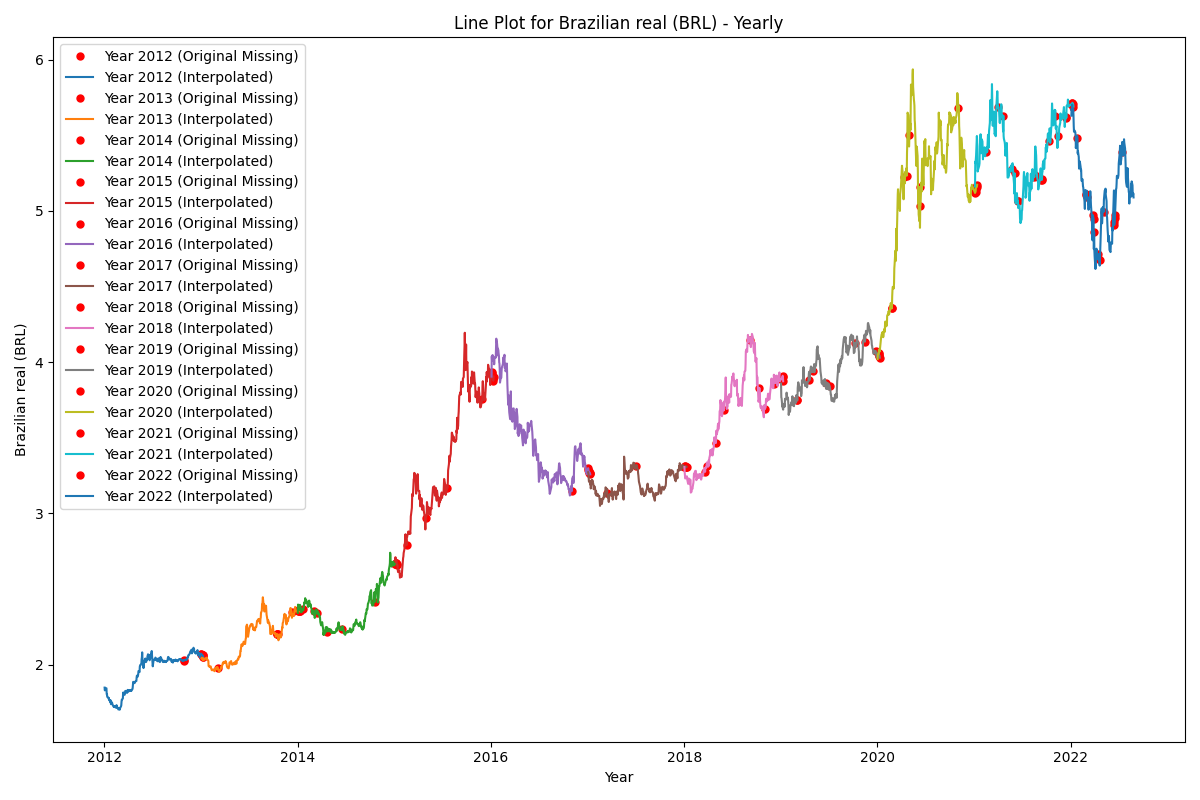 Line Plot for Brazilian real (BRL) - Yearly
Year 2012 (Original Missing)
Year 2012 (Interpolated)
Year 2013 (Original Missing)
Year 2013 (Interpolated)
Year 2014 (Original Missing)
Year 2014 (Interpolated)
Year 2015 (Original Missing)
Year 2015 (Interpolated)
Year 2016 (Original Missing)
Year 2016 (Interpolated)
Year 2017 (Original Missing)
Year 2017 (Interpolated)
Year 2018 (Original Missing)
Year 2018 (Interpolated)
Year 2019 (Original Missing)
Year 2019 (Interpolated)
Year 2020 (Original Missing)
Year 2020 (Interpolated)
Year 2021 (Original Missing)
Year 2021 (Interpolated)
Year 2022 (Original Missing)
Year 2022 (Interpolated)
Brazilian real (BRL)
6
5
4
3
2
2012 2014 2016 2018 2020 2022
Year